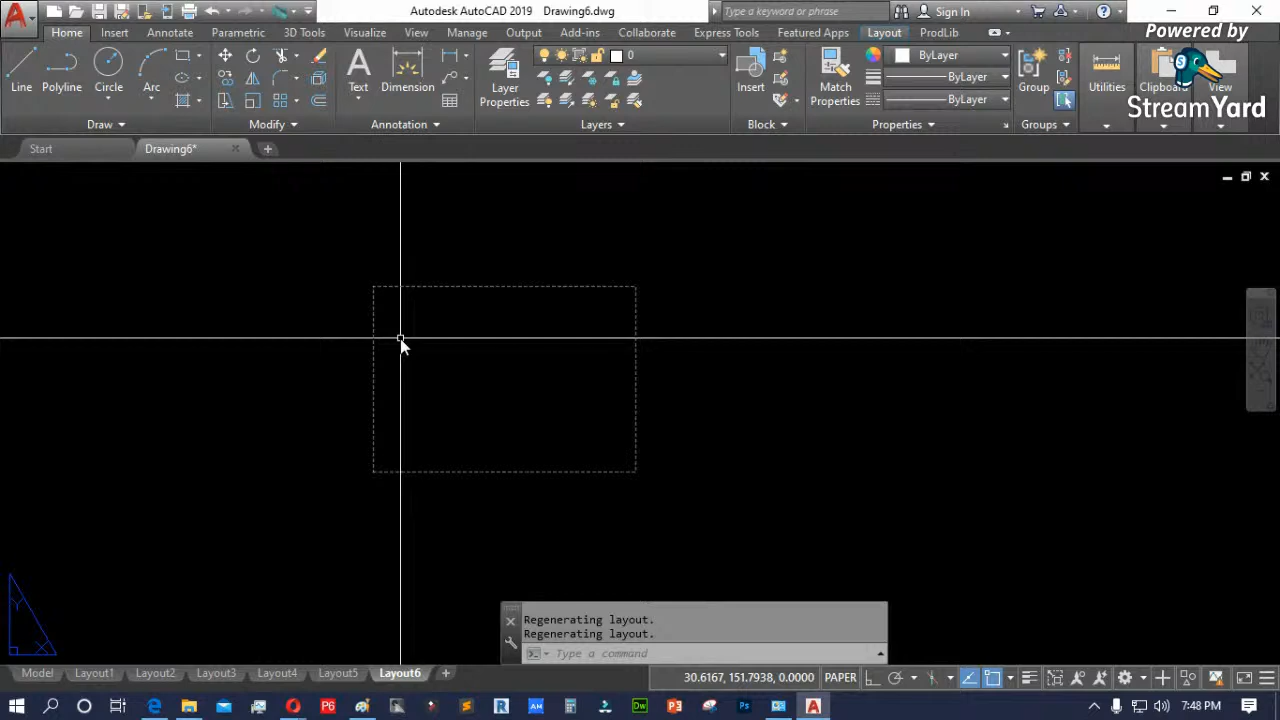 Autodesk AutoCAD 2019 Drawing6.dwg
Type a keyword or phrase
Sign In
Home Insert Annotate Parametric 3D Tools Visualize View Manage Output Add-ins Collaborate Express Tools Featured Apps Layout ProdLib
Powered by
StreamYard
0
ByLayer
ByLayer
ByLayer
Line Polyline Circle Arc
Text Dimension
Layer
Properties
Insert
Match
Properties
Group
Utilities
Clipboard
View
Draw Modify Annotation Layers Block Properties Groups
Start Drawing6*
Regenerating layout.
Regenerating layout.
Type a command
Model Layout1 Layout2 Layout3 Layout4 Layout5 Layout6
30.6167, 151.7938, 0.0000 PAPER
7:48 PM